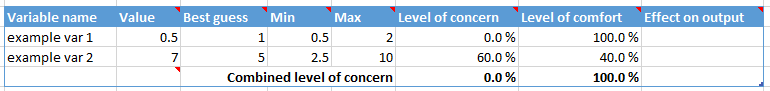 Variable name Value Best guess Min Max Level of concern Level of comfort Effect on output
example var 1 0.5 1 0.5 2 0.0 % 100.0 %
example var 2 7 5 2.5 10 60.0 % 40.0 %
Combined level of concern 0.0 % 100.0 %